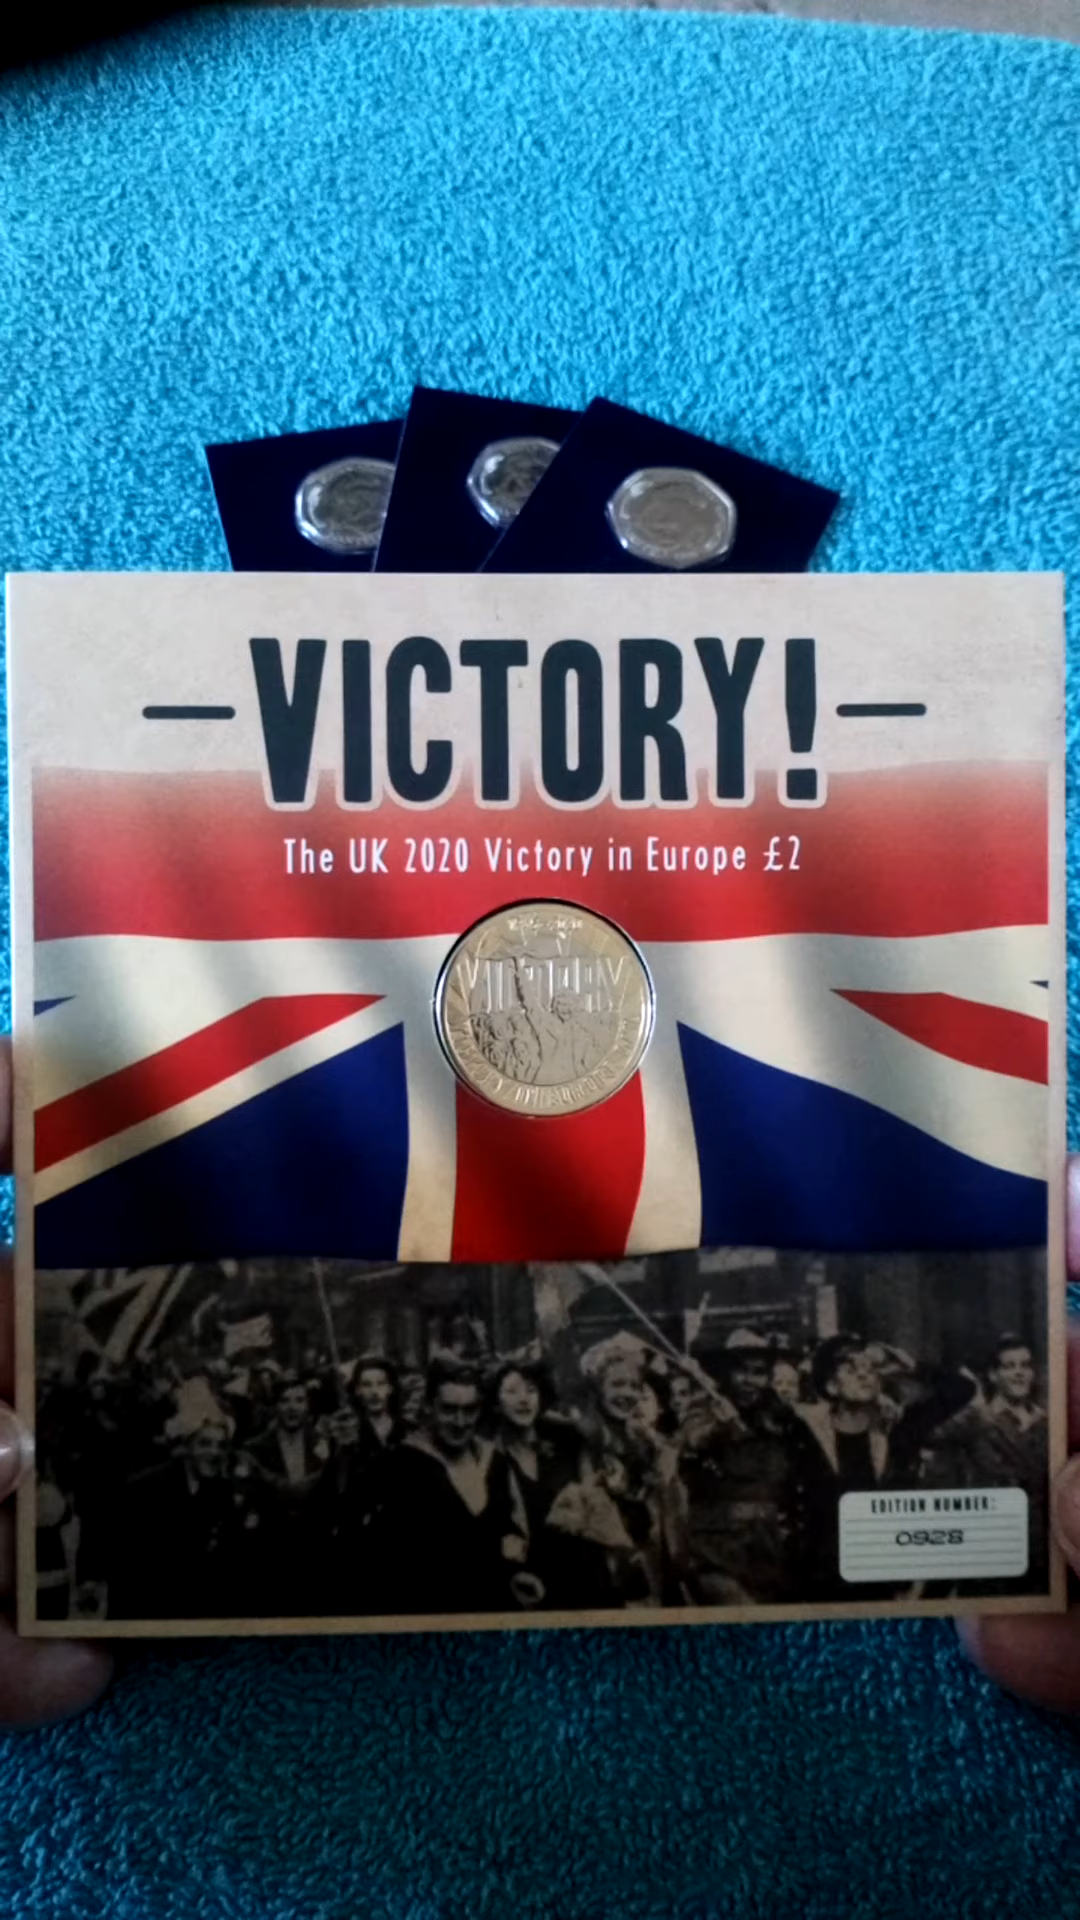 VICTORY!
The UK 2020 Victory in Europe £2
VICTORY
EDITION NUMBER:
0928